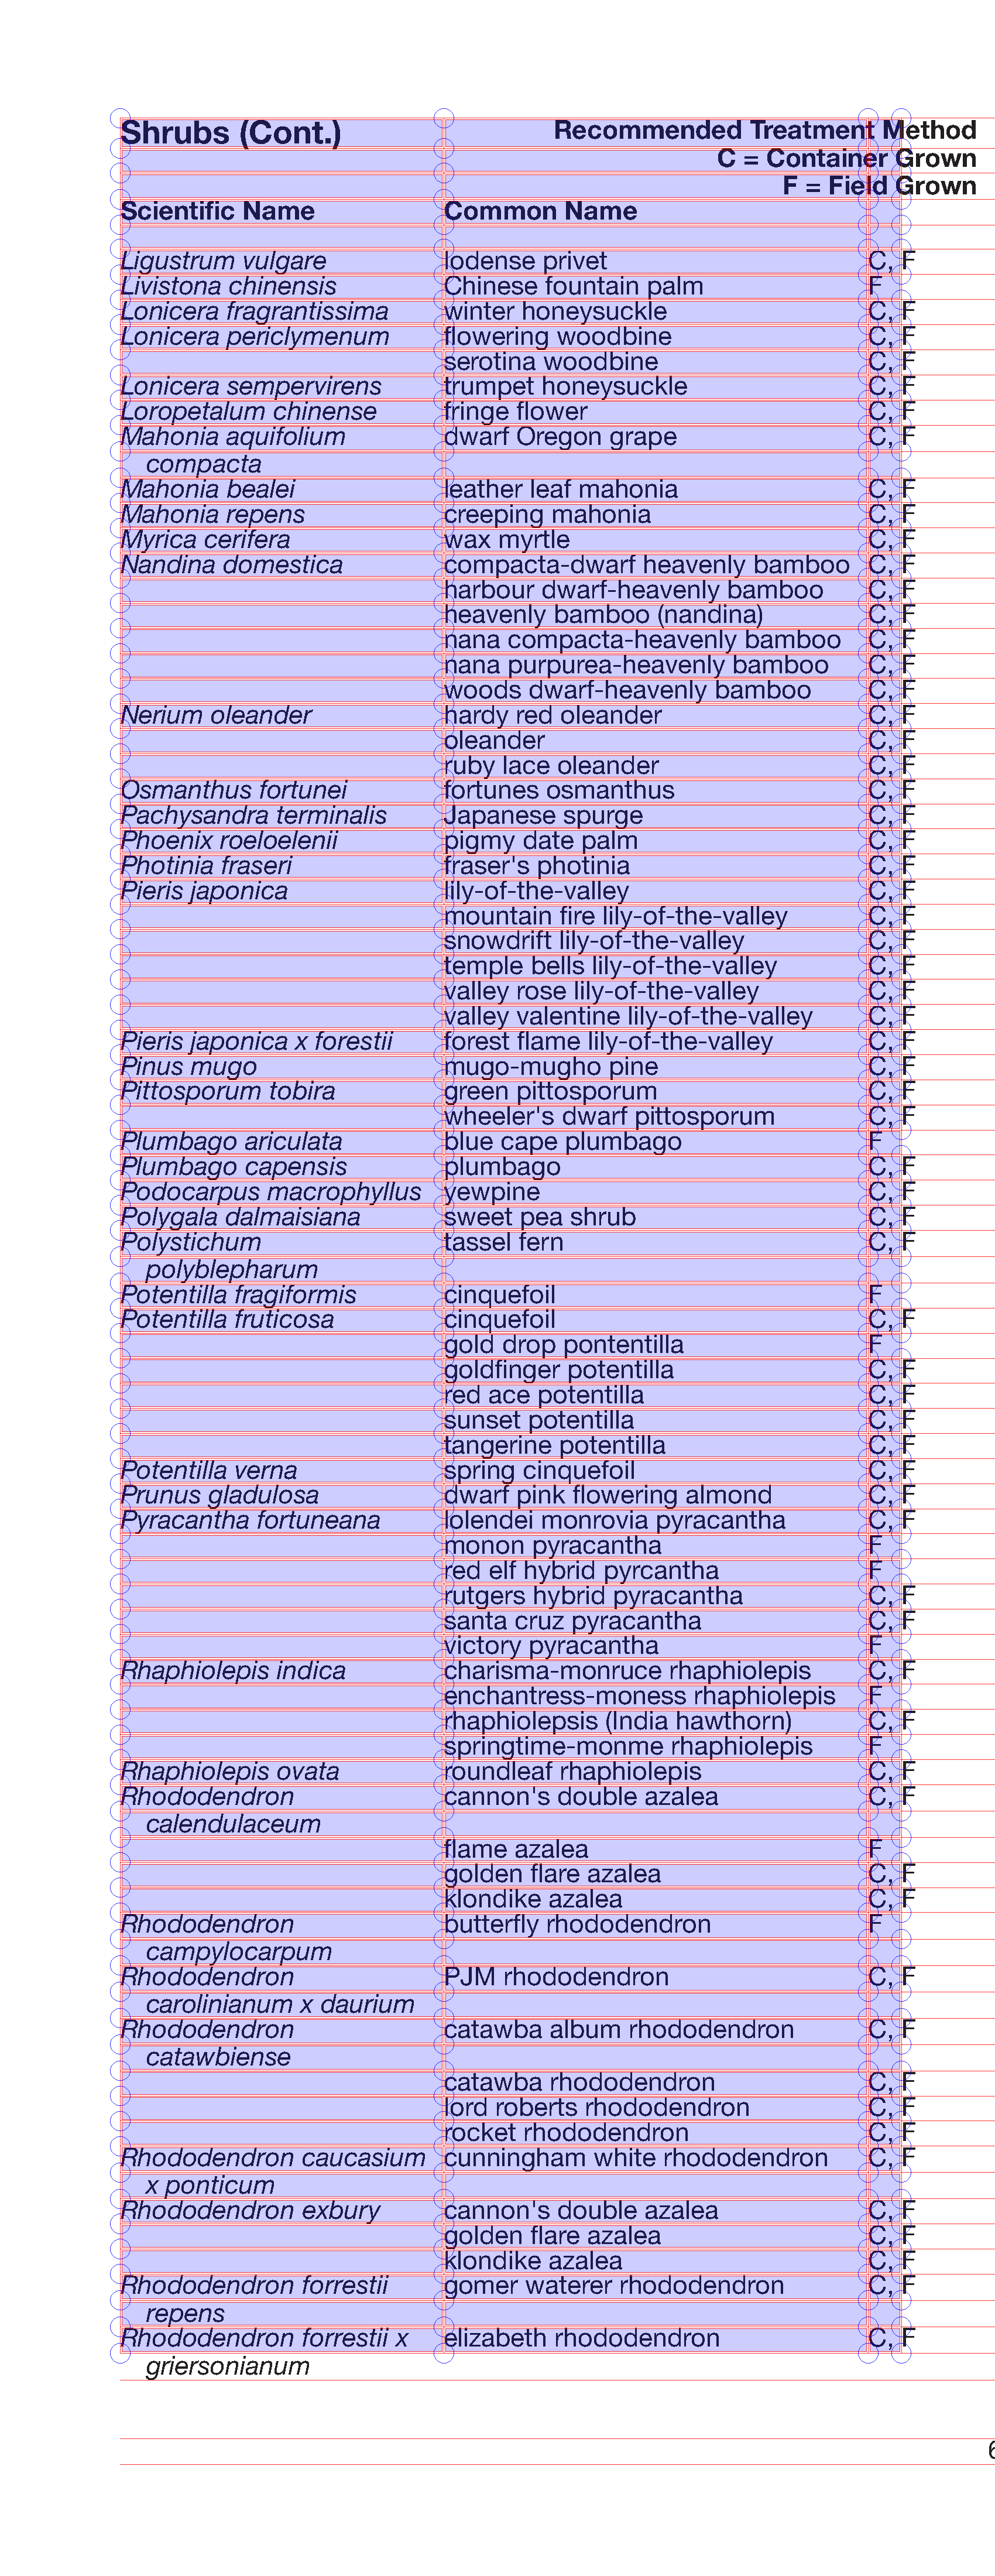 Shrubs (Cont.) Recommended Treatment Method
C = Container Grown
F = Field Grown
Scientific Name Common Name
Ligustrum vulgare lodense privet C, F
Livistona chinensis Chinese fountain palm F
Lonicera fragrantissima winter honeysuckle C, F
Lonicera periclymenum flowering woodbine C, F
serotina woodbine C, F
Lonicera sempervirens trumpet honeysuckle C, F
Loropetalum chinense fringe flower C, F
Mahonia aquifolium dwarf Oregon grape C, F
compacta
Mahonia bealei leather leaf mahonia C, F
Mahonia repens creeping mahonia C, F
Myrica cerifera wax myrtle C, F
Nandina domestica compacta-dwarf heavenly bamboo C, F
harbour dwarf-heavenly bamboo C, F
heavenly bamboo (nandina) C, F
nana compacta-heavenly bamboo C, F
nana purpurea-heavenly bamboo C, F
woods dwarf-heavenly bamboo C, F
Nerium oleander hardy red oleander C, F
oleander C, F
ruby lace oleander C, F
Osmanthus fortunei fortunes osmanthus C, F
Pachysandra terminalis Japanese spurge C, F
Phoenix roeloelenii pigmy date palm C, F
Photinia fraseri fraser's photinia C, F
Pieris japonica lily-of-the-valley C, F
mountain fire lily-of-the-valley C, F
snowdrift lily-of-the-valley C, F
temple bells lily-of-the-valley C, F
valley rose lily-of-the-valley C, F
valley valentine lily-of-the-valley C, F
Pieris japonica x forestii forest flame lily-of-the-valley C, F
Pinus mugo mugo-mugho pine C, F
Pittosporum tobira green pittosporum C, F
wheeler's dwarf pittosporum C, F
Plumbago ariculata blue cape plumbago F
Plumbago capensis plumbago C, F
Podocarpus macrophyllus yewpine C, F
Polygala dalmaisiana sweet pea shrub C, F
Polystichum tassel fern C, F
polyblepharum
Potentilla fragiformis cinquefoil F
Potentilla fruticosa cinquefoil C, F
gold drop pontentilla F
goldfinger potentilla C, F
red ace potentilla C, F
sunset potentilla C, F
tangerine potentilla C, F
Potentilla verna spring cinquefoil C, F
Prunus gladulosa dwarf pink flowering almond C, F
Pyracantha fortuneana lolendei monrovia pyracantha C, F
monon pyracantha F
red elf hybrid pyrcantha F
rutgers hybrid pyracantha C, F
santa cruz pyracantha C, F
victory pyracantha F
Rhaphiolepis indica charisma-monruce rhaphiolepis C, F
enchantress-moness rhaphiolepis F
rhaphiolepsis (India hawthorn) C, F
springtime-monme rhaphiolepis F
Rhaphiolepis ovata roundleaf rhaphiolepis C, F
Rhododendron cannon's double azalea C, F
calendulaceum
flame azalea F
golden flare azalea C, F
klondike azalea C, F
Rhododendron butterfly rhododendron F
campylocarpum
Rhododendron PJM rhododendron C, F
carolinianum x daurium
Rhododendron catawba album rhododendron C, F
catawbiense
catawba rhododendron C, F
lord roberts rhododendron C, F
rocket rhododendron C, F
Rhododendron caucasium cunningham white rhododendron C, F
x ponticum
Rhododendron exbury cannon's double azalea C, F
golden flare azalea C, F
klondike azalea C, F
Rhododendron forrestii gomer waterer rhododendron C, F
repens
Rhododendron forrestii x elizabeth rhododendron C, F
griersonianum